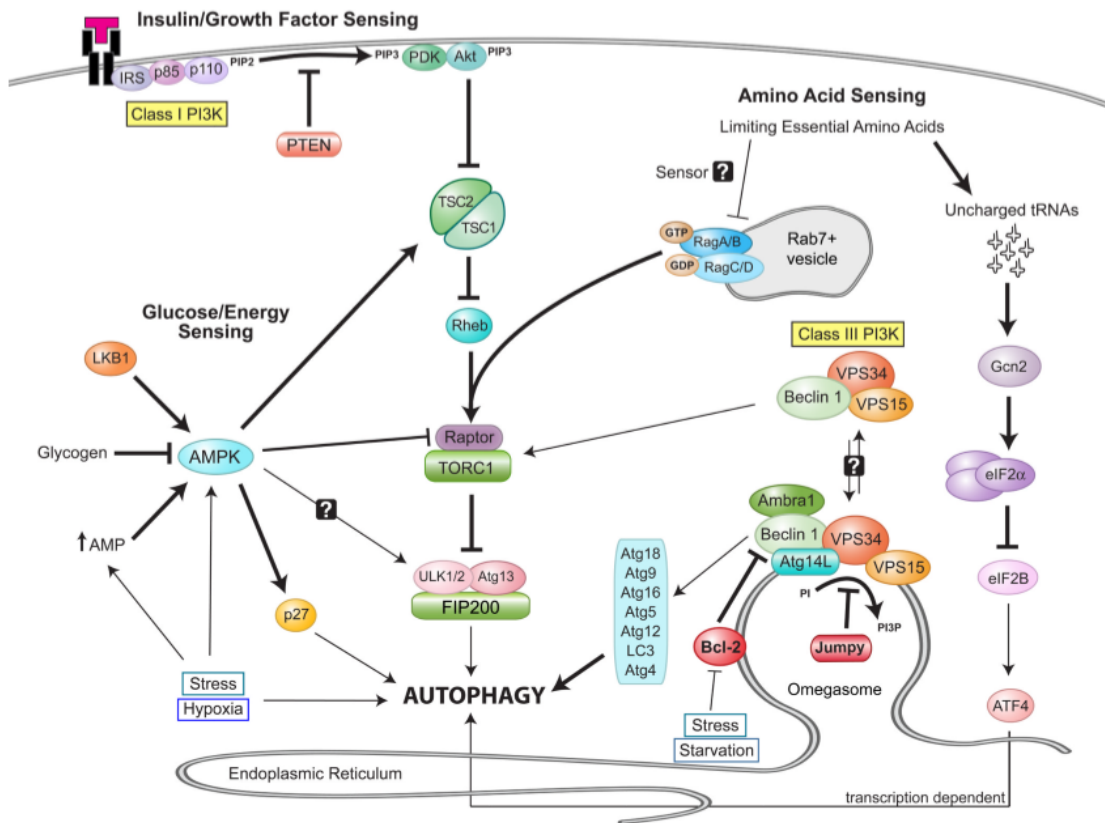 Insulin/Growth Factor Sensing
IRS
p85
p110
PIP2
PIP3
PDK
Akt
PIP3
Class I PI3K
PTEN
Amino Acid Sensing
Limiting Essential Amino Acids
Sensor ?
TSC2
TSC1
GTP
RagA/B
GDP
RagC/D
Rab7+
vesicle
Uncharged tRNAs
Glucose/Energy
Sensing
Rheb
LKB1
Class III PI3K
VPS34
Beclin 1
VPS15
Gcn2
Glycogen
AMPK
Raptor
TORC1
?
?
eIF2α
Ambra1
Beclin 1
VPS34
Atg14L
VPS15
AMP
ULK1/2
Atg13
FIP200
Atg18
Atg9
Atg16
Atg5
Atg12
LC3
Atg4
PI
PI3P
eIF2B
p27
Bcl-2
Jumpy
Stress
Hypoxia
AUTOPHAGY
Omegasome
Stress
Starvation
ATF4
Endoplasmic Reticulum
transcription dependent